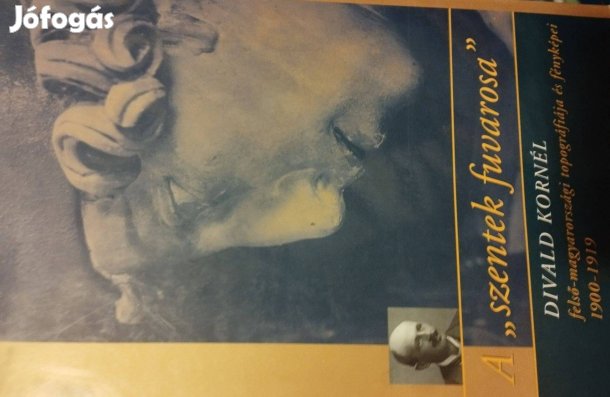 Jófogás
A „szentek fuvarosa”
DIVALD KORNÉL
felső-magyarországi topográfiája és fényképei
1900-1919